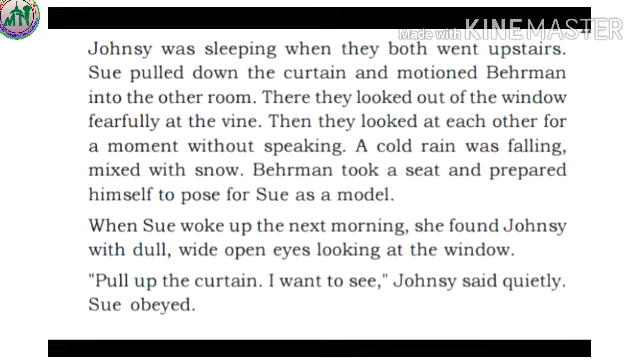 Made with KINEMASTER
Johnsy was sleeping when they both went upstairs.
Sue pulled down the curtain and motioned Behrman
into the other room. There they looked out of the window
fearfully at the vine. Then they looked at each other for
a moment without speaking. A cold rain was falling,
mixed with snow. Behrman took a seat and prepared
himself to pose for Sue as a model.
When Sue woke up the next morning, she found Johnsy
with dull, wide open eyes looking at the window.
"Pull up the curtain. I want to see," Johnsy said quietly.
Sue obeyed.